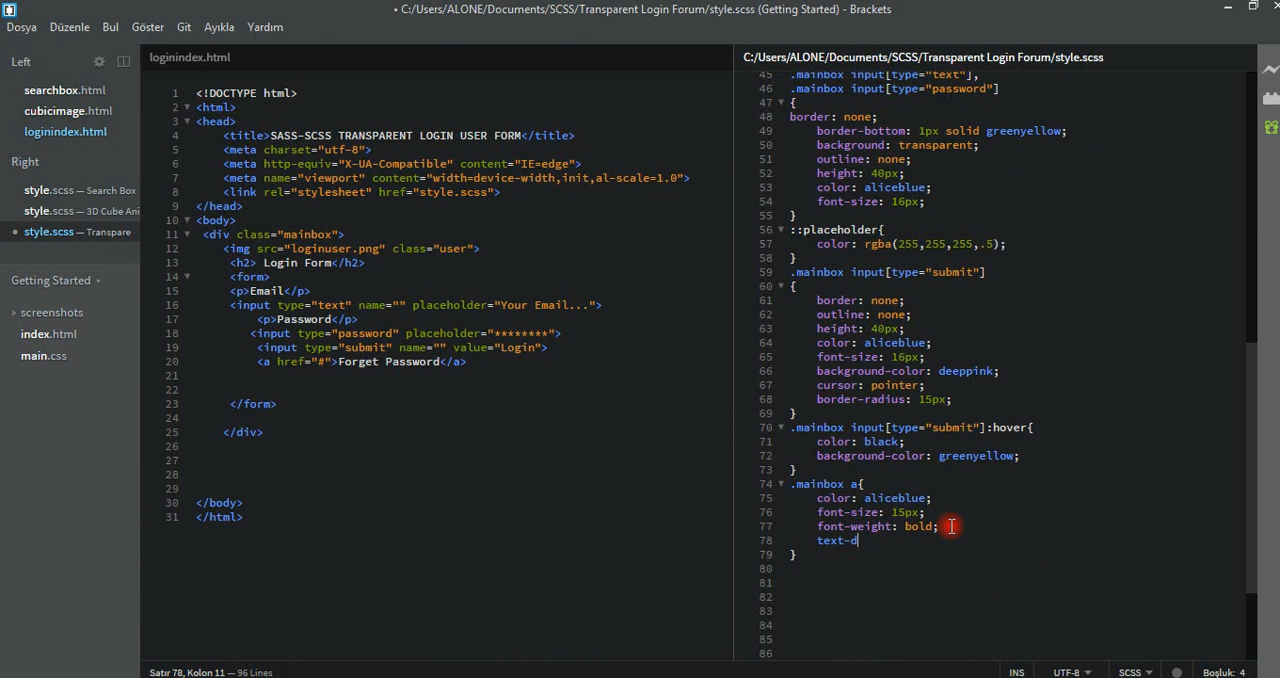 • C:/Users/ALONE/Documents/SCSS/Transparent Login Forum/style.scss (Getting Started) - Brackets
Dosya Düzenle Bul Göster Git Ayıkla Yardım
Left
searchbox.html
cubicimage.html
loginindex.html
Right
style.scss — Search Box
style.scss — 3D Cube Ani
• style.scss — Transpare
Getting Started
screenshots
index.html
main.css
loginindex.html
1 <!DOCTYPE html>
2 <html>
3 <head>
4 <title>SASS-SCSS TRANSPARENT LOGIN USER FORM</title>
5 <meta charset="utf-8">
6 <meta http-equiv="X-UA-Compatible" content="IE=edge">
7 <meta name="viewport" content="width=device-width,init,al-scale=1.0">
8 <link rel="stylesheet" href="style.scss">
9 </head>
10 <body>
11 <div class="mainbox">
12 <img src="loginuser.png" class="user">
13 <h2> Login Form</h2>
14 <form>
15 <p>Email</p>
16 <input type="text" name="" placeholder="Your Email...">
17 <p>Password</p>
18 <input type="password" placeholder="********">
19 <input type="submit" name="" value="Login">
20 <a href="#">Forget Password</a>
21
22
23 </form>
24
25 </div>
26
27
28
29
30 </body>
31 </html>
C:/Users/ALONE/Documents/SCSS/Transparent Login Forum/style.scss
45 .mainbox input[type="text"],
46 .mainbox input[type="password"]
47 {
48 border: none;
49 border-bottom: 1px solid greenyellow;
50 background: transparent;
51 outline: none;
52 height: 40px;
53 color: aliceblue;
54 font-size: 16px;
55 }
56 ::placeholder{
57 color: rgba(255,255,255,.5);
58 }
59 .mainbox input[type="submit"]
60 {
61 border: none;
62 outline: none;
63 height: 40px;
64 color: aliceblue;
65 font-size: 16px;
66 background-color: deeppink;
67 cursor: pointer;
68 border-radius: 15px;
69 }
70 .mainbox input[type="submit"]:hover{
71 color: black;
72 background-color: greenyellow;
73 }
74 .mainbox a{
75 color: aliceblue;
76 font-size: 15px;
77 font-weight: bold;
78 text-d
79 }
80
81
82
83
84
85
86
Satır 78, Kolon 11 — 96 Lines
INS UTF-8 SCSS Boşluk: 4